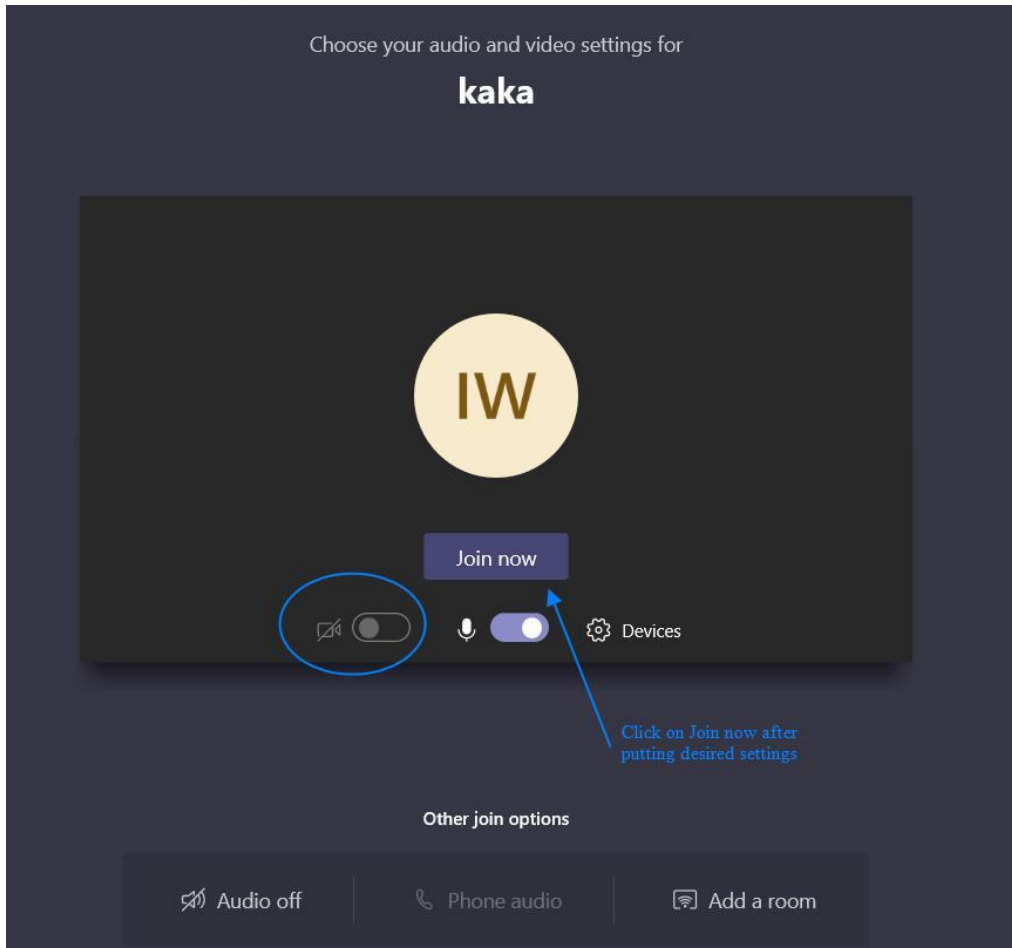 Choose your audio and video settings for
kaka
IW
Join now
Devices
Click on Join now after
putting desired settings
Other join options
Audio off
Phone audio
Add a room